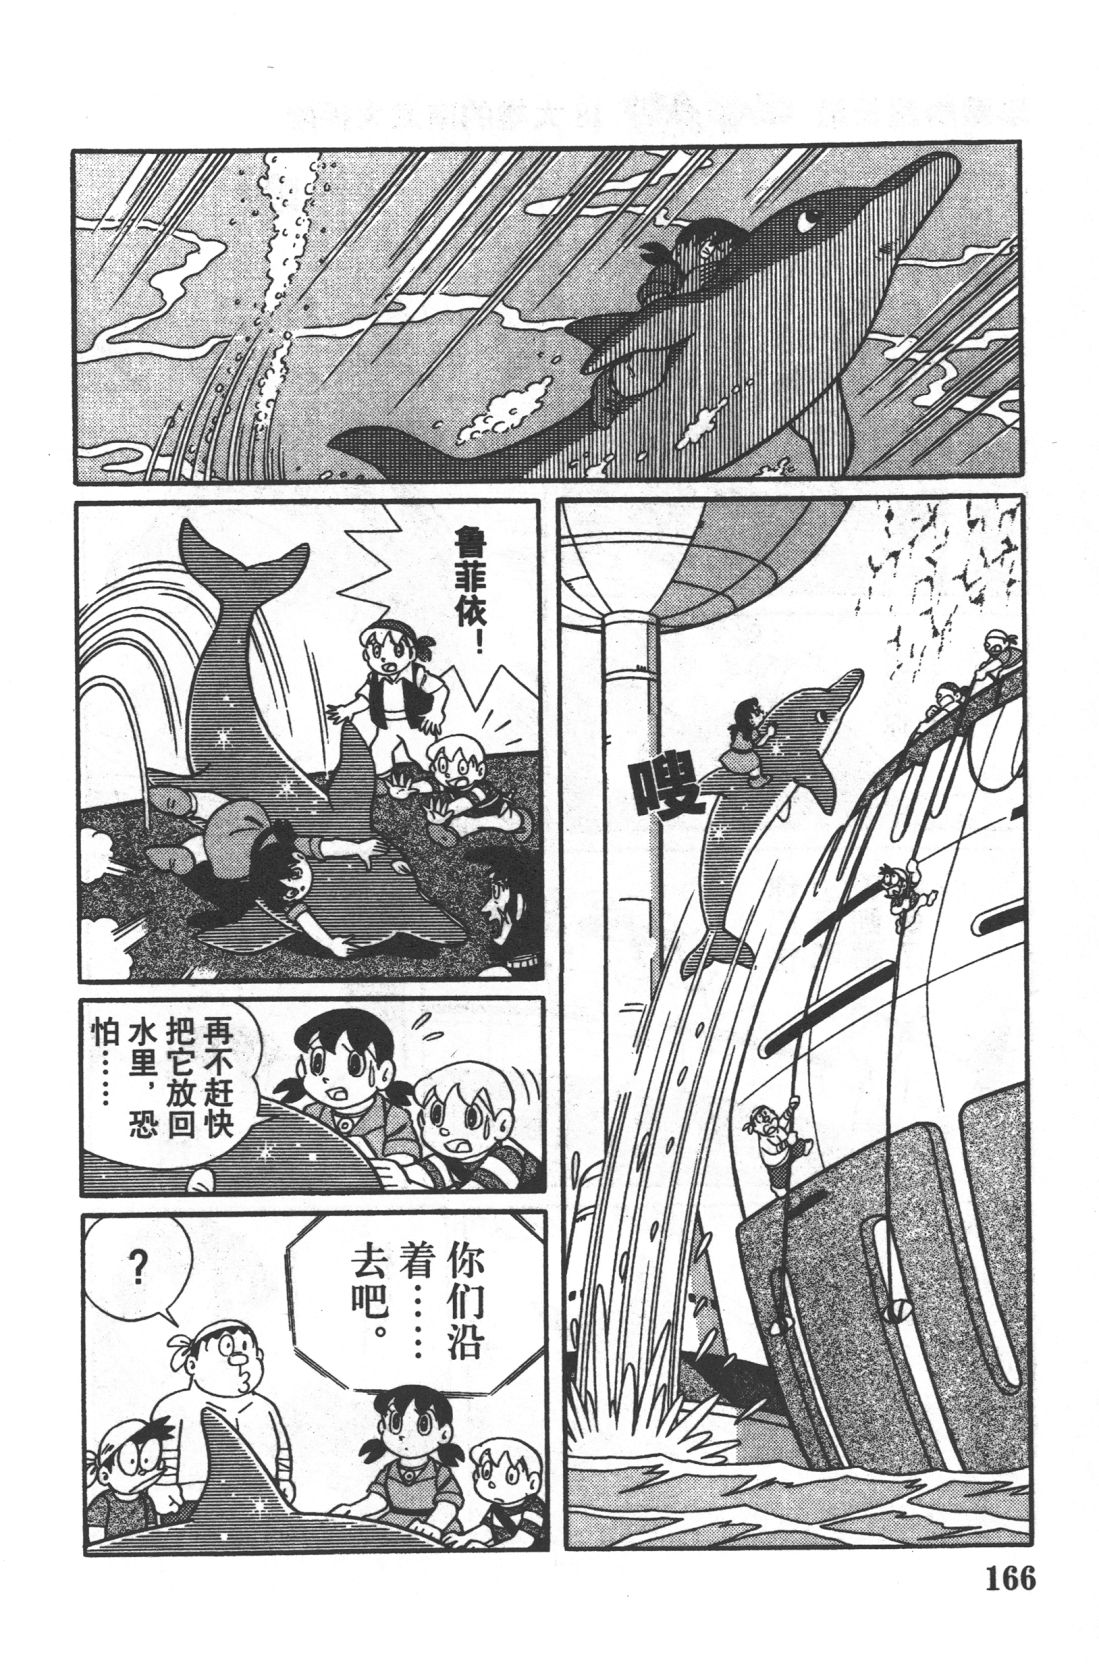 嗖
鲁菲依！
再不赶快
把它放回
水里，恐
怕……
你们沿
着……
去吧。
？
166